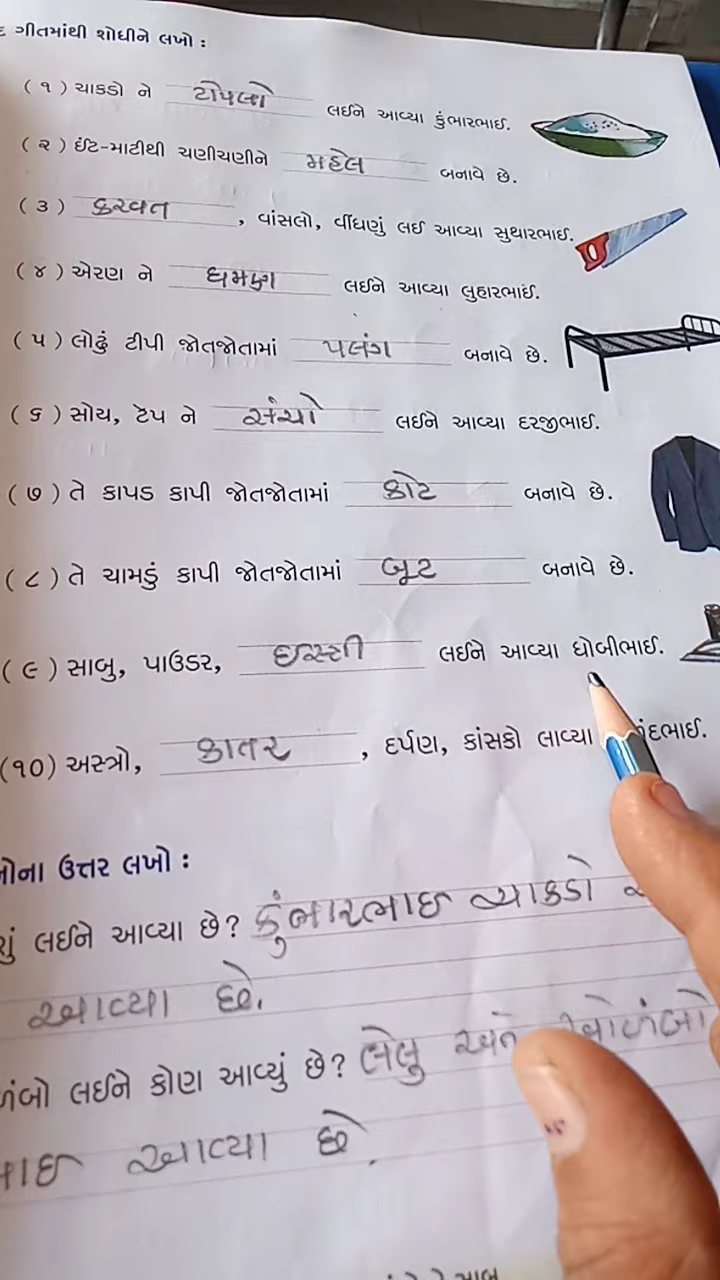 ગીતમાંથી શોધીને લખો :
(૧) ચાકડો ને ટોપલો લઈને આવ્યા કુંભારભાઈ.
(૨) ઈંટ-માટીથી ચણીચણીને મહેલ બનાવે છે.
(૩) કરવત, વાંસલો, વીંધણું લઈ આવ્યા સુથારભાઈ.
(૪) એરણ ને ધમણ લઈને આવ્યા લુહારભાઈ.
(૫) લોઢું ટીપી જોતજોતામાં પલંગ બનાવે છે.
(૬) સોય, ટેપ ને સંચો લઈને આવ્યા દરજીભાઈ.
(૭) તે કાપડ કાપી જોતજોતામાં કોટ બનાવે છે.
(૮) તે ચામડું કાપી જોતજોતામાં બૂટ બનાવે છે.
(૯) સાબુ, પાઉડર, ઇસ્ત્રી લઈને આવ્યા ધોબીભાઈ.
(૧૦) અસ્ત્રો, કાતર, દર્પણ, કાંસકો લાવ્યા
ઉત્તર લખો :
લઈને આવ્યા છે? કુંભારભાઇ ચાકડો
આવ્યા છે.
લઈને કોણ આવ્યું છે? લેલુ અને ઓળંબો
આવ્યા છે.